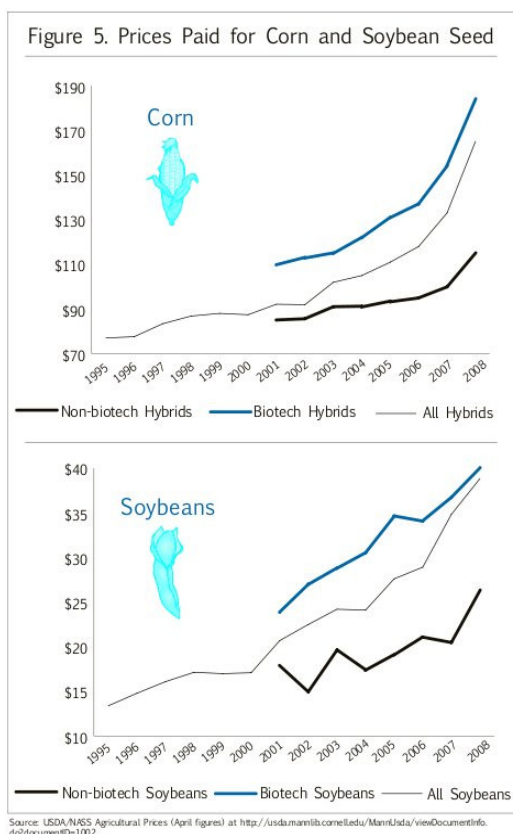 Figure 5. Prices Paid for Corn and Soybean Seed
$190
$170
$150
$130
$110
$90
$70
Corn
1995 1996 1997 1998 1999 2000 2001 2002 2003 2004 2005 2006 2007 2008
Non-biotech Hybrids Biotech Hybrids All Hybrids
$40
$35
$30
$25
$20
$15
$10
Soybeans
1995 1996 1997 1998 1999 2000 2001 2002 2003 2004 2005 2006 2007 2008
Non-biotech Soybeans Biotech Soybeans All Soybeans
Source: USDA/NASS Agricultural Prices (April figures) at http://usda.mannlib.cornell.edu/MannUsda/viewDocumentInfo.
do?documentID=1002